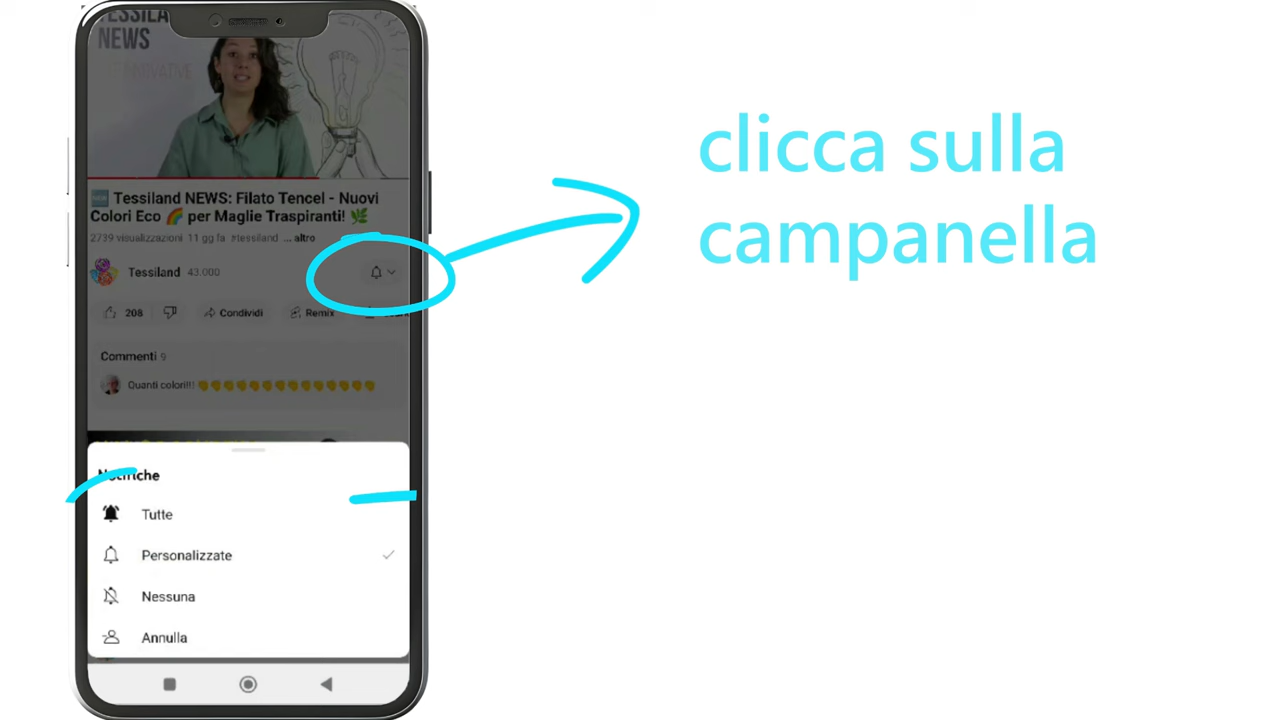 NEWS
Tessiland NEWS: Filato Tencel - Nuovi
Colori Eco 🌈 per Maglie Traspiranti! 🌿
2739 visualizzazioni 11 gg fa #tessiland ... altro
Tessiland 43.000
208 Condividi Remix
Commenti 9
Quanti colori!!! 👏👏👏👏👏👏👏👏👏👏👏👏👏👏
Notifiche
Tutte
Personalizzate
Nessuna
Annulla
clicca sulla
campanella